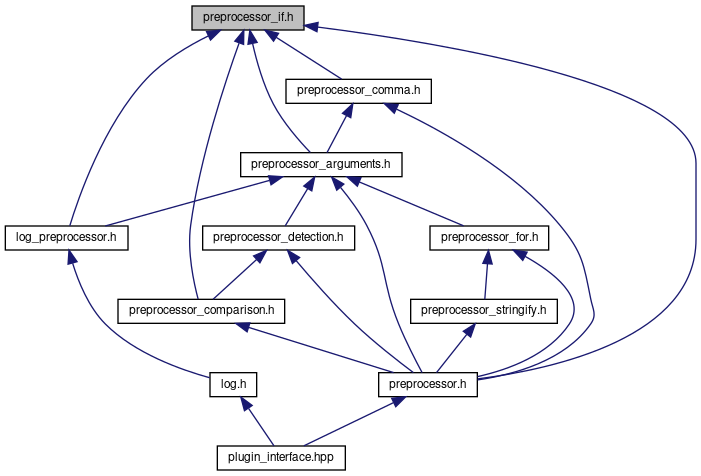 preprocessor_if.h
preprocessor_comma.h
preprocessor_arguments.h
log_preprocessor.h
preprocessor_detection.h
preprocessor_for.h
preprocessor_comparison.h
preprocessor_stringify.h
log.h
preprocessor.h
plugin_interface.hpp